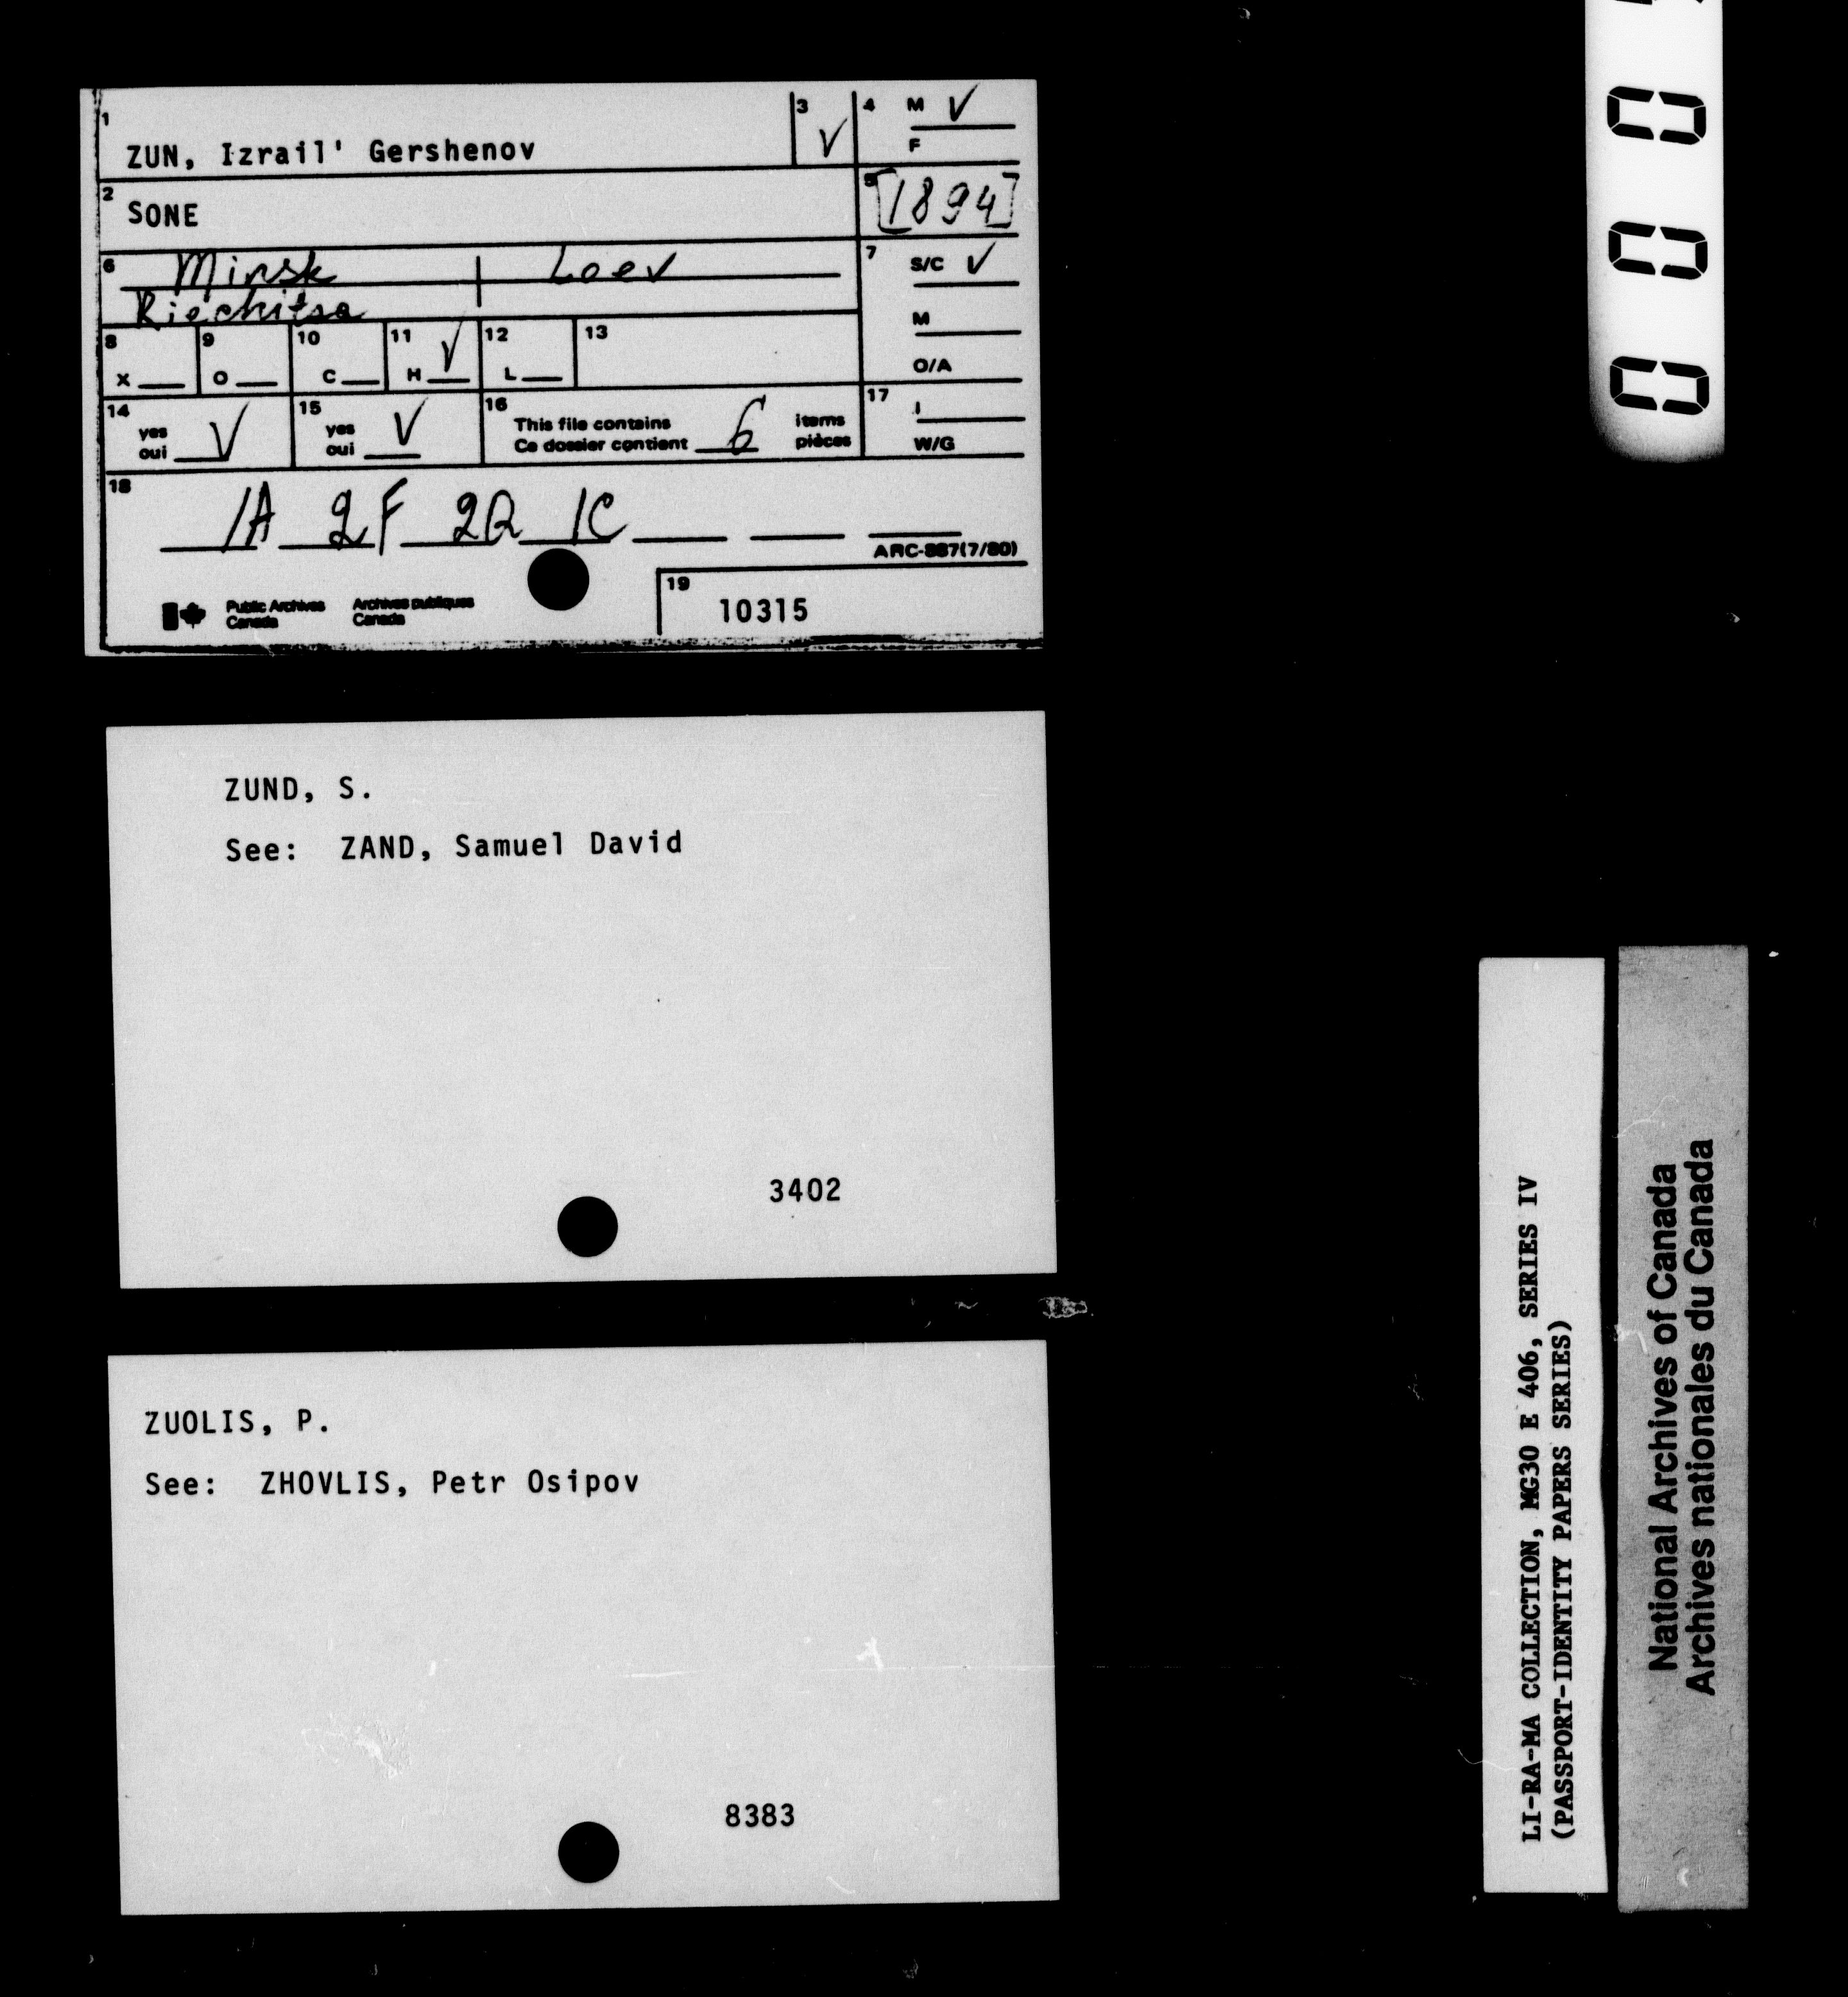 1 ZUN, Izrail' Gershenov 3 V 4 M V
F
2 SONE 5 [1894]
6 Minsk Loev 7 S/C V
Riechitsa
M
8 X 9 O 10 C 11 H V 12 L 13
O/A
14 yes oui V 15 yes oui V 16 This file contains 6 items 17 I
Ce dossier contient pièces W/G
18 1A 2F 2Q 1C
ARC-887(7/80)
Public Archives Archives publiques
Canada Canada
19 10315
ZUND, S.
See: ZAND, Samuel David
3402
ZUOLIS, P.
See: ZHOVLIS, Petr Osipov
8383
LI-RA-MA COLLECTION, MG30 E 406, SERIES IV
(PASSPORT-IDENTITY PAPERS SERIES)
National Archives of Canada
Archives nationales du Canada
000